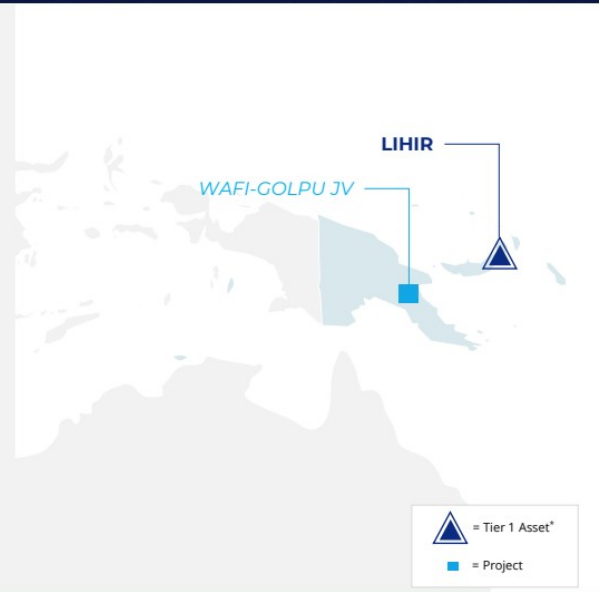 LIHIR
WAFI-GOLPU JV
= Tier 1 Asset*
= Project